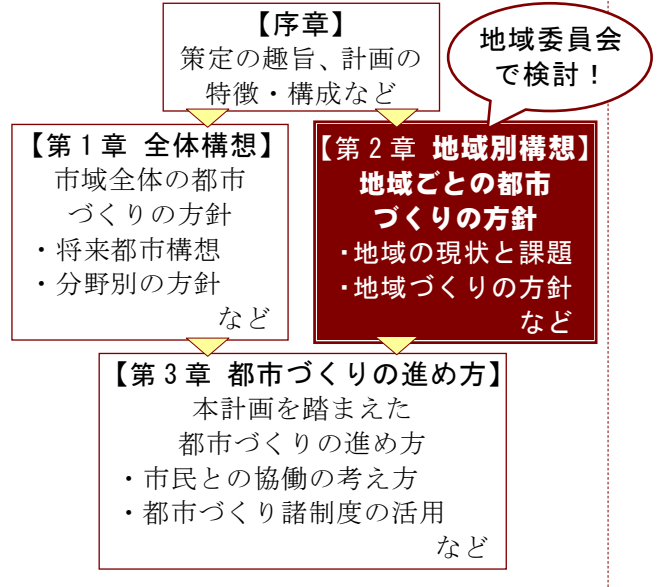 【序章】
策定の趣旨、計画の
特徴・構成など
地域委員会
で検討！
【第1章 全体構想】
市域全体の都市
づくりの方針
・将来都市構想
・分野別の方針
など
【第2章 地域別構想】
地域ごとの都市
づくりの方針
・地域の現状と課題
・地域づくりの方針
など
【第3章 都市づくりの進め方】
本計画を踏まえた
都市づくりの進め方
・市民との協働の考え方
・都市づくり諸制度の活用
など